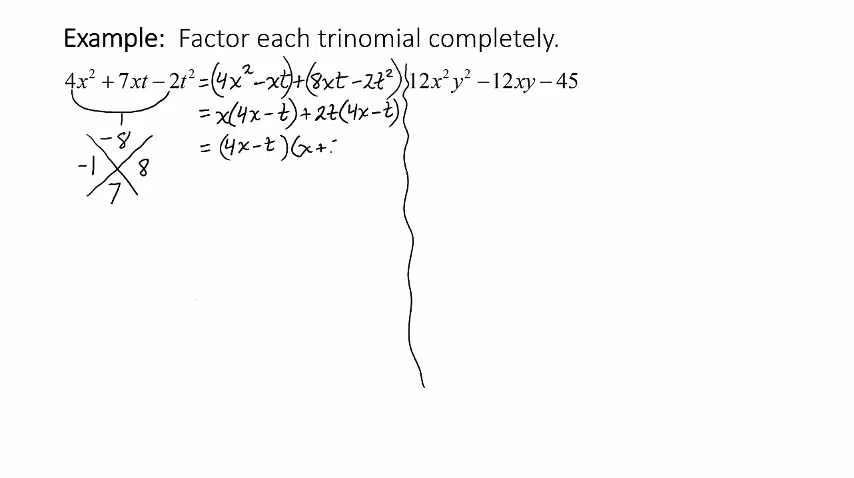 Example: Factor each trinomial completely.
4x² + 7xt − 2t² = (4x² − xt) + (8xt − 2t²)
= x(4x − t) + 2t(4x − t)
= (4x − t)(x +
−8
−1 8
7
12x²y² − 12xy − 45